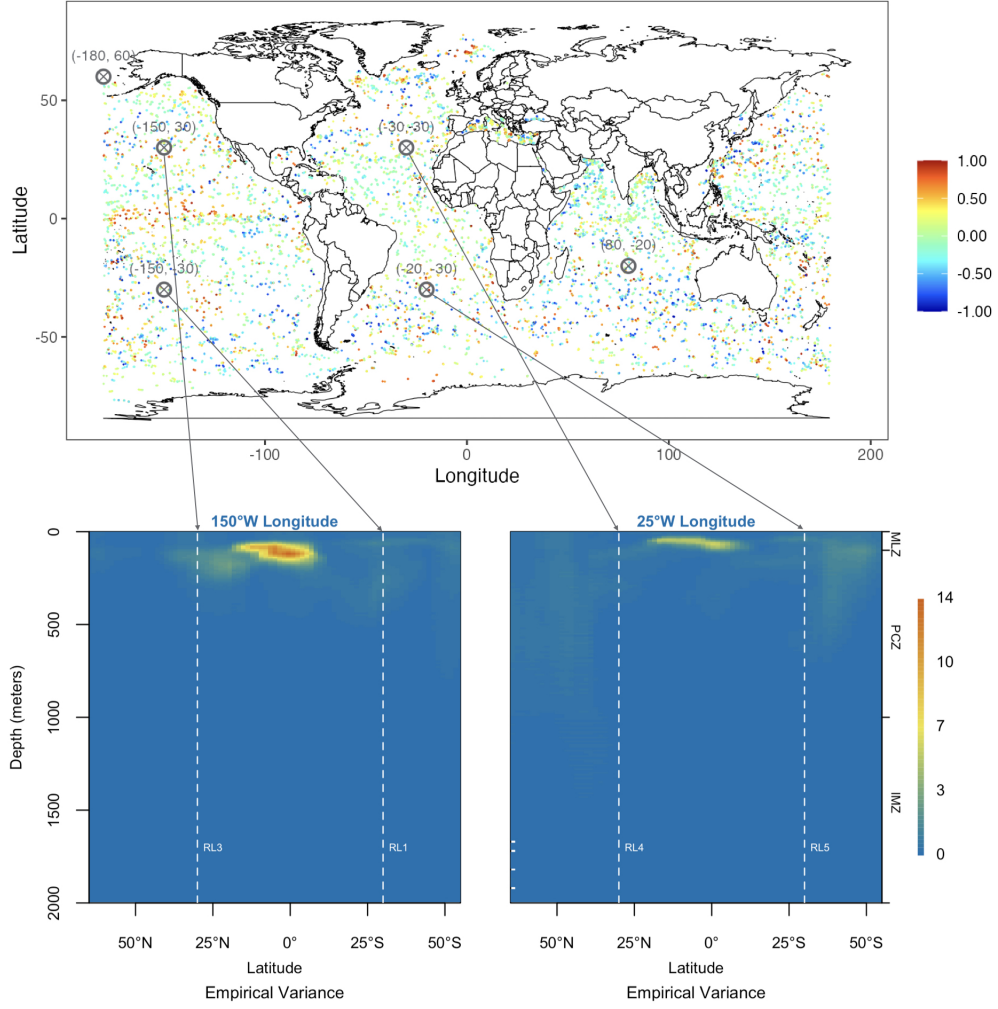 (-180, 60)
(-150, 30)
(-30,-30)
(80, -20)
(-150, -30)
(-20, -30)
50
0
-50
Latitude
-100
0
100
200
Longitude
1.00
0.50
0.00
-0.50
-1.00
150°W Longitude
25°W Longitude
0
500
1000
1500
2000
Depth (meters)
RL3
RL1
RL4
RL5
MLZ
PCZ
IMZ
14
10
7
3
0
50°N
25°N
0°
25°S
50°S
50°N
25°N
0°
25°S
50°S
Latitude
Latitude
Empirical Variance
Empirical Variance